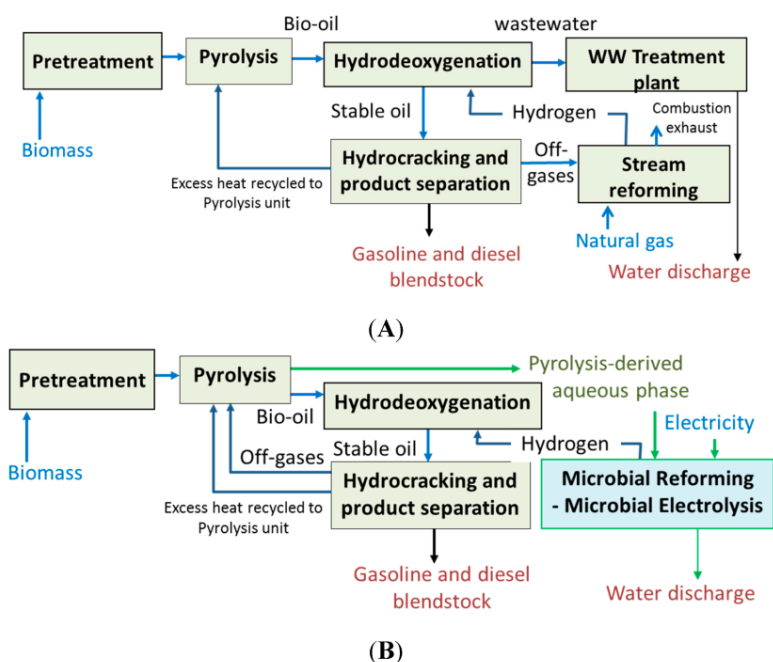 Bio-oil
wastewater
Pretreatment
Pyrolysis
Hydrodeoxygenation
WW Treatment
plant
Stable oil
Hydrogen
Combustion
exhaust
Biomass
Excess heat recycled to
Pyrolysis unit
Hydrocracking and
product separation
Off-
gases
Stream
reforming
Gasoline and diesel
blendstock
Natural gas
Water discharge
(A)
Pretreatment
Pyrolysis
Pyrolysis-derived
aqueous phase
Bio-oil
Hydrodeoxygenation
Electricity
Biomass
Off-gases
Stable oil
Hydrogen
Excess heat recycled to
Pyrolysis unit
Hydrocracking and
product separation
Microbial Reforming
- Microbial Electrolysis
Gasoline and diesel
blendstock
Water discharge
(B)